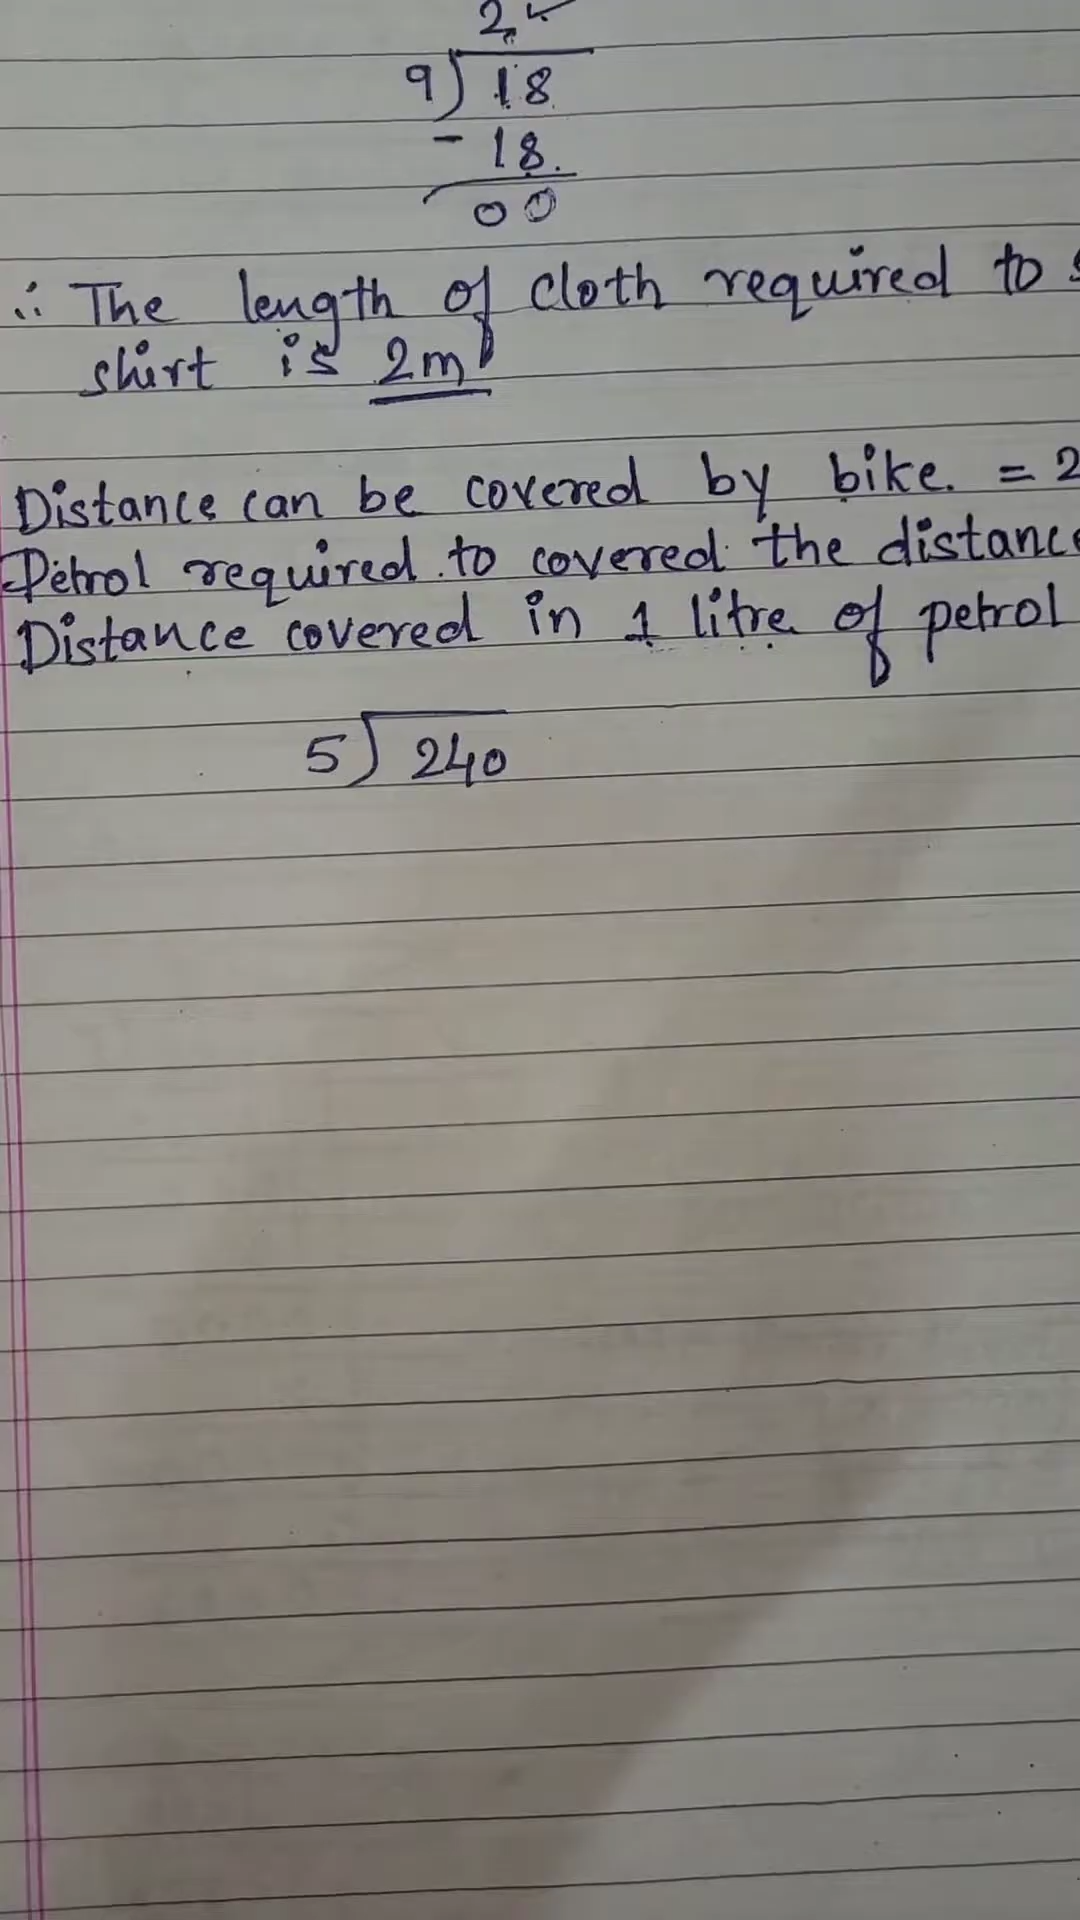 2
9) 18
- 18.
00
∴ The length of cloth required to
shirt is 2m
Distance can be covered by bike. = 2
Petrol required to covered the distance
Distance covered in 1 litre of petrol
5) 240